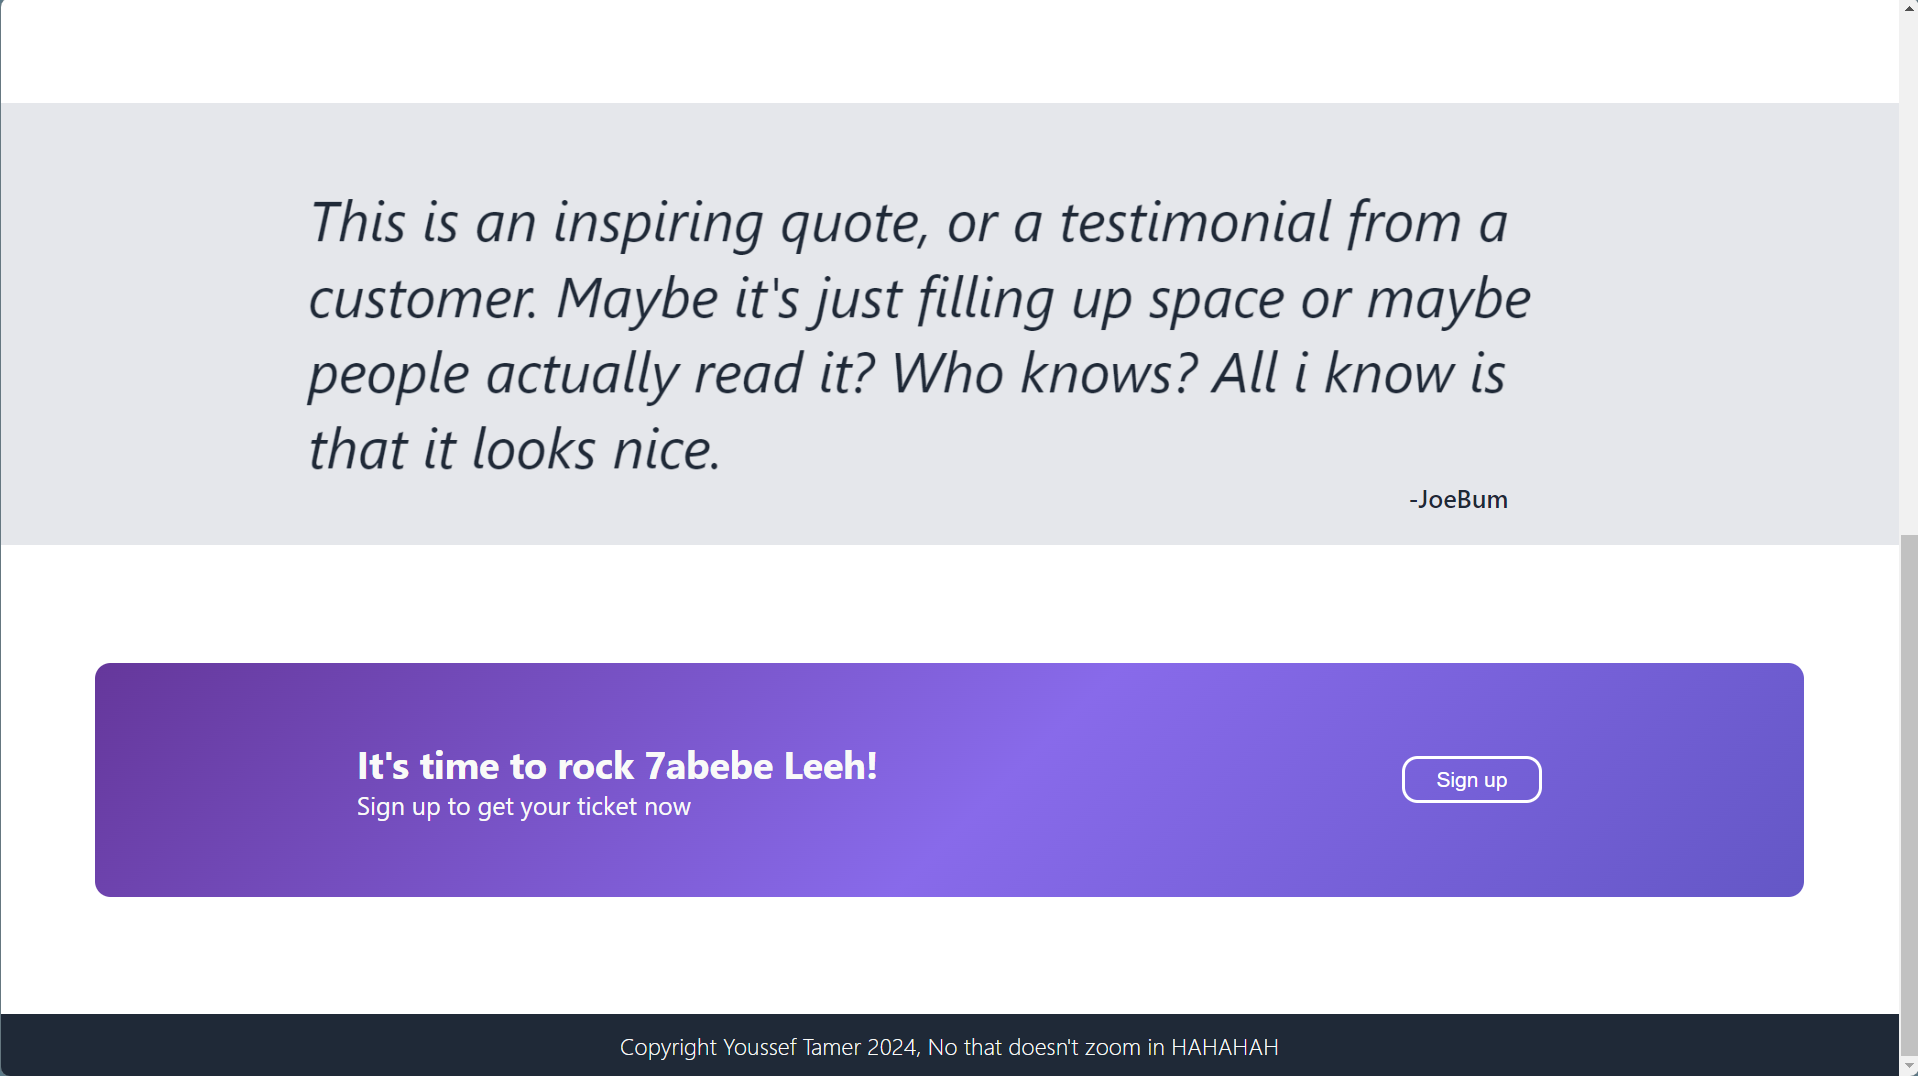 This is an inspiring quote, or a testimonial from a
customer. Maybe it's just filling up space or maybe
people actually read it? Who knows? All i know is
that it looks nice.
-JoeBum
It's time to rock 7abebe Leeh!
Sign up to get your ticket now
Sign up
Copyright Youssef Tamer 2024, No that doesn't zoom in HAHAHAH